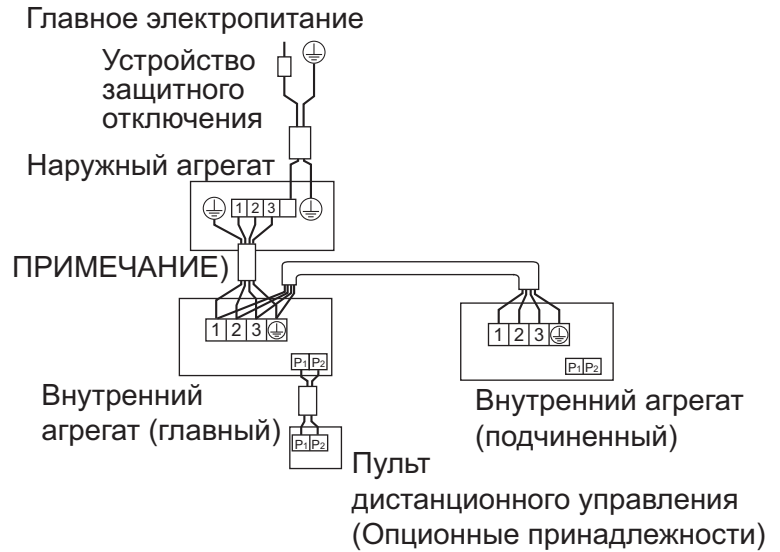 Главное электропитание
Устройство
защитного
отключения
Наружный агрегат
1 2 3
ПРИМЕЧАНИЕ)
1 2 3
1 2 3
P1 P2
P1 P2
Внутренний
агрегат (главный)
Внутренний агрегат
(подчиненный)
P1 P2
Пульт
дистанционного управления
(Опционные принадлежности)